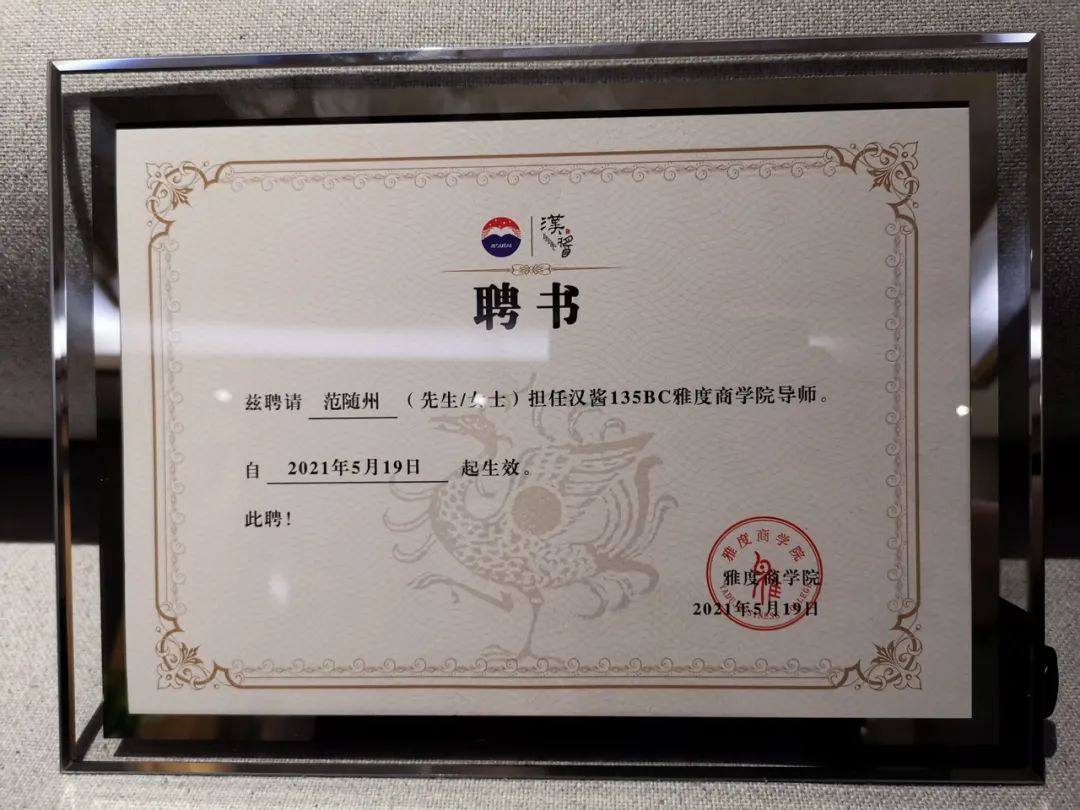 MOUTAI
漢醬
聘书
兹聘请 范随州 （先生/女士）担任汉酱135BC雅度商学院导师。
自 2021年5月19日 起生效。
此聘！
雅度商学院
雅度商学院
2021年5月19日